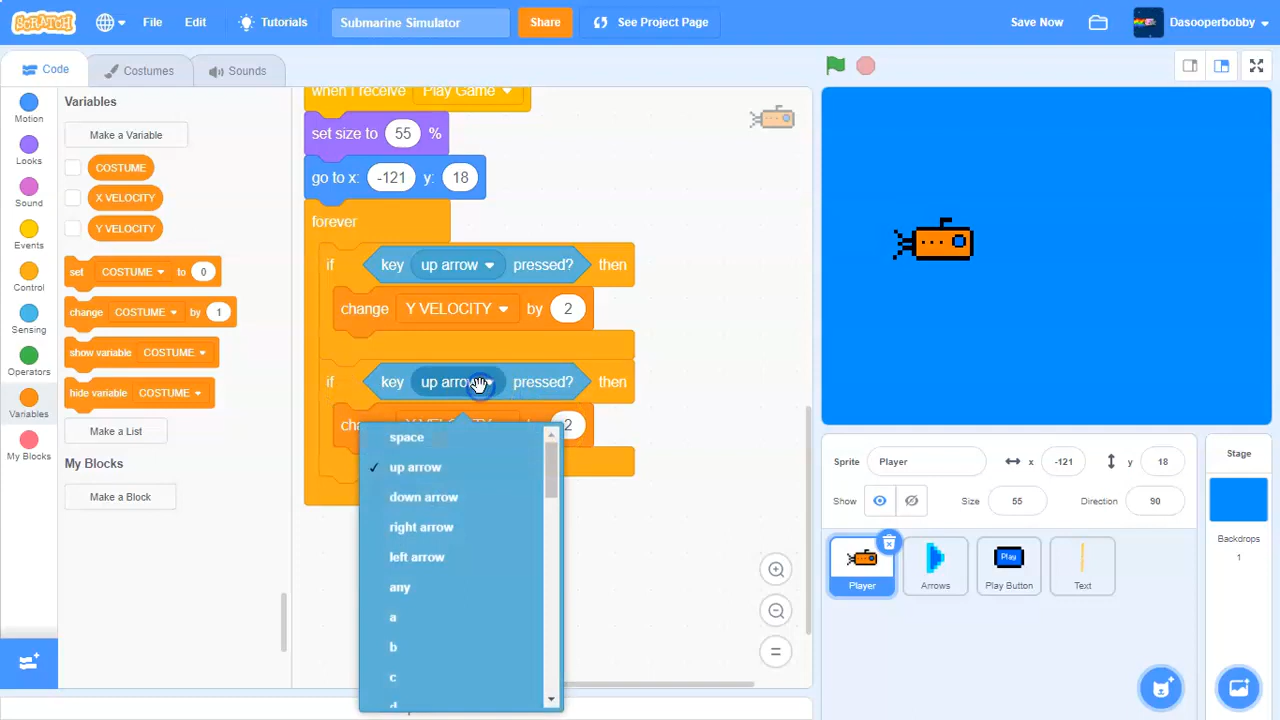 SCRATCH File Edit Tutorials Submarine Simulator Share See Project Page Save Now Dasooperbobby
Code Costumes Sounds
Motion
Looks
Sound
Events
Control
Sensing
Operators
Variables
My Blocks
Variables
Make a Variable
COSTUME
X VELOCITY
Y VELOCITY
set COSTUME to 0
change COSTUME by 1
show variable COSTUME
hide variable COSTUME
Make a List
My Blocks
Make a Block
when I receive Play Game
set size to 55 %
go to x: -121 y: 18
forever
if key up arrow pressed? then
change Y VELOCITY by 2
if key up arrow pressed? then
2
space
up arrow
down arrow
right arrow
left arrow
any
a
b
c
d
Sprite Player x -121 y 18
Show Size 55 Direction 90
Player
Arrows
Play
Play Button
Text
Stage
Backdrops
1